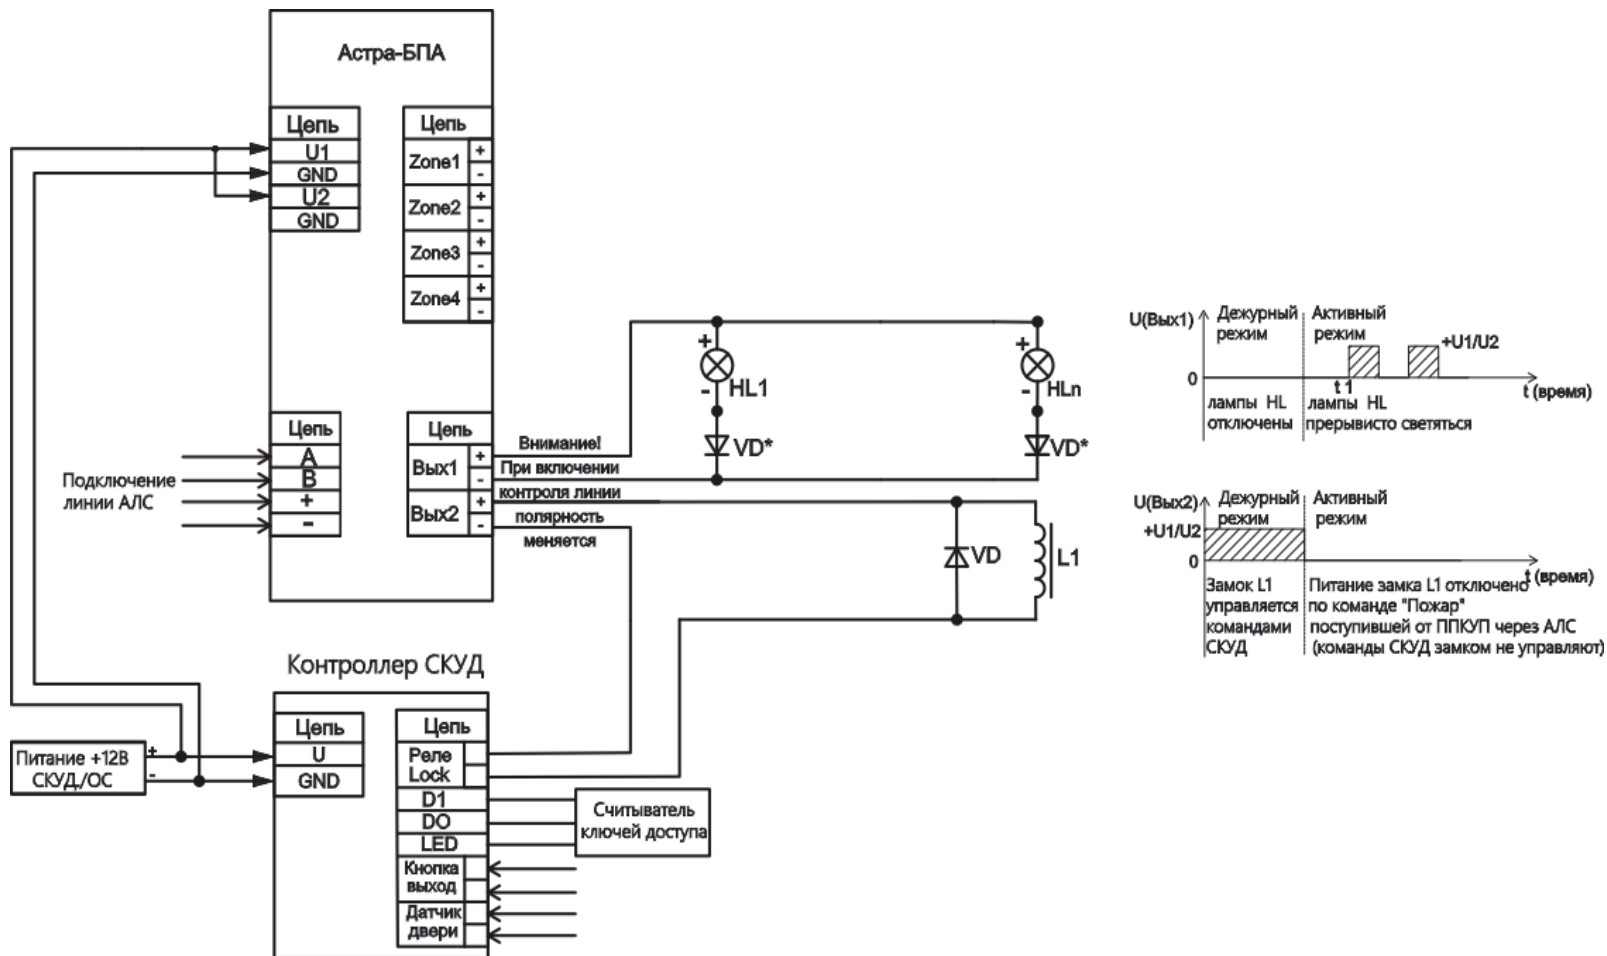 Астра-БПА
Цепь
U1
GND
U2
GND
Цепь
Zone1
+
-
Zone2
+
-
Zone3
+
-
Zone4
+
-
Цепь
A
B
+
-
Подключение
линии АЛС
Цепь
Вых1
+
-
Вых2
+
-
Внимание!
При включении
контроля линии
полярность
меняется
+
HL1
-
VD*
+
HLn
-
VD*
VD
L1
U(Вых1)
Дежурный
режим
Активный
режим
+U1/U2
0
t 1
t (время)
лампы HL
отключены
лампы HL
прерывисто светяться
U(Вых2)
Дежурный
режим
Активный
режим
+U1/U2
0
t (время)
Замок L1
управляется
командами
СКУД
Питание замка L1 отключено
по команде "Пожар"
поступившей от ППКУП через АЛС
(команды СКУД замком не управляют)
Контроллер СКУД
Питание +12В
СКУД./ОС
+
-
Цепь
U
GND
Цепь
Реле
Lock
D1
DO
LED
Кнопка
выход
Датчик
двери
Считыватель
ключей доступа